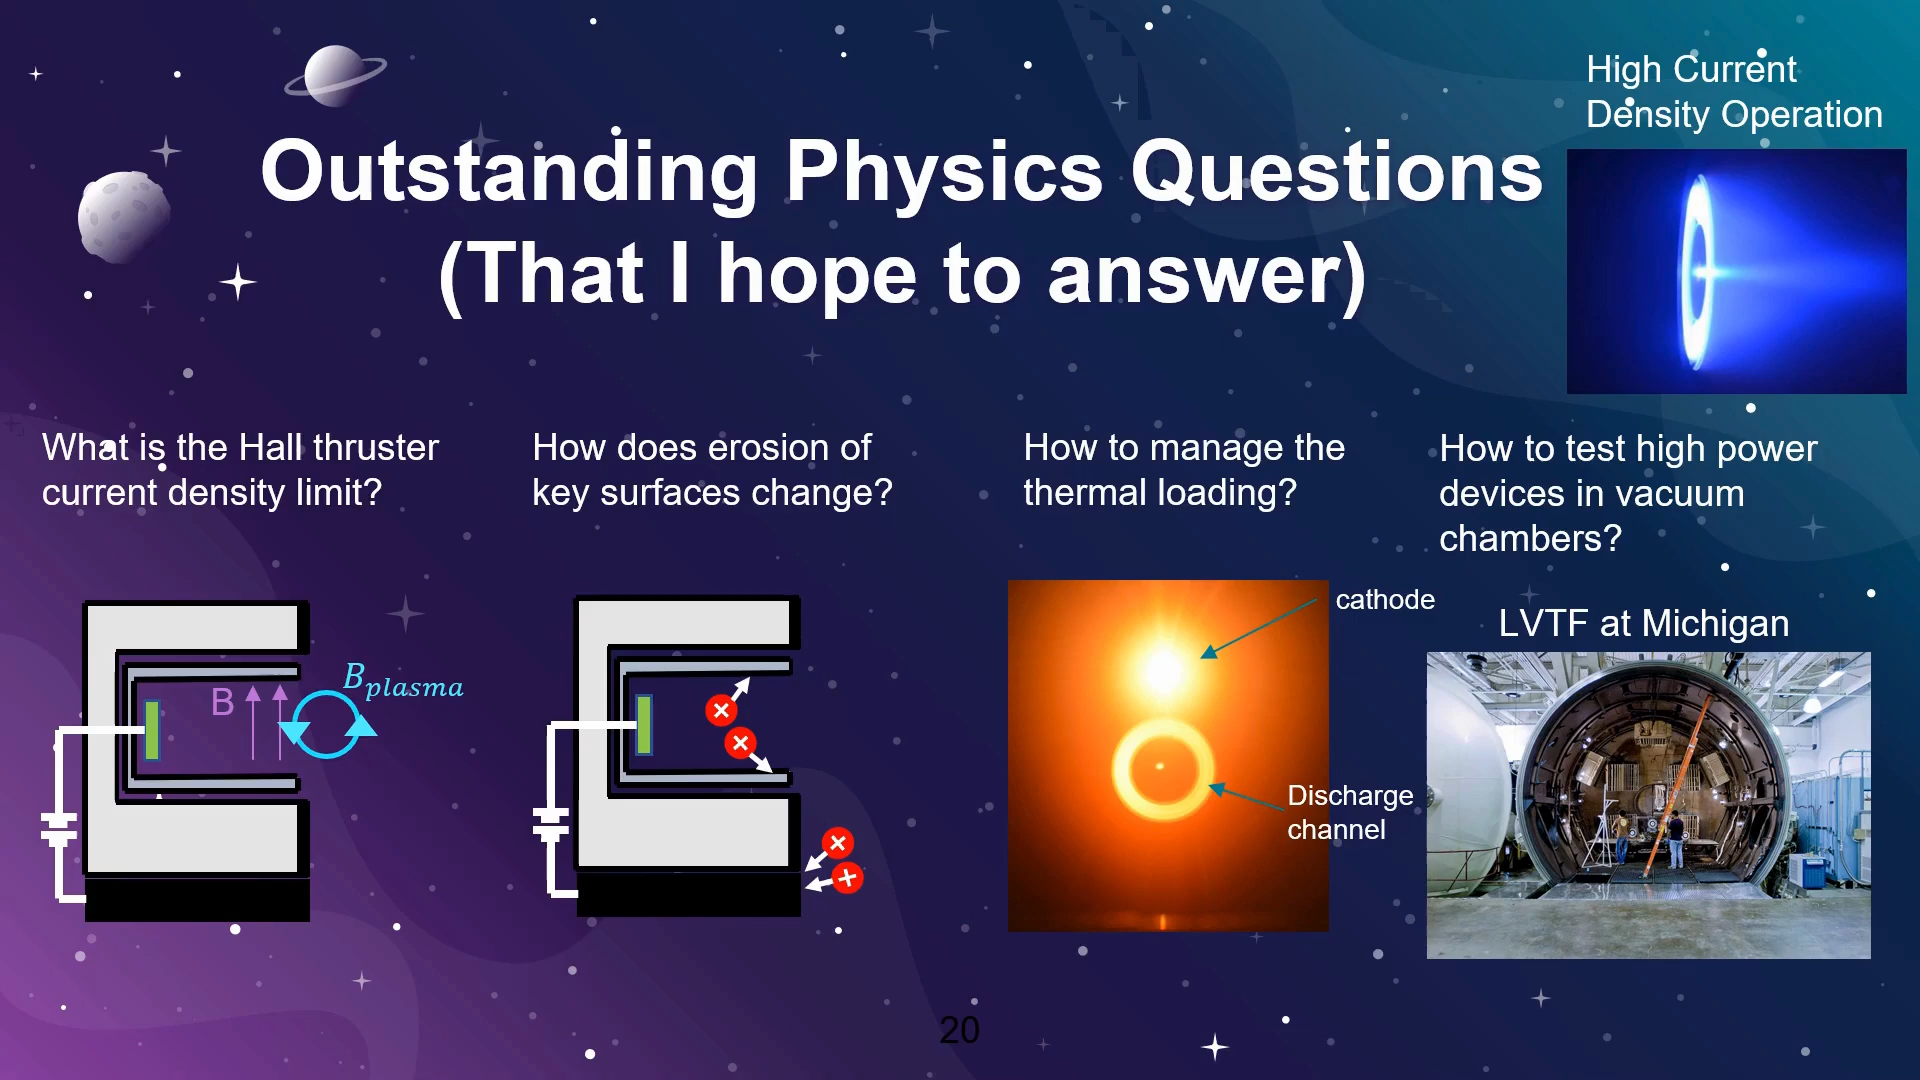 High Current
Density Operation
Outstanding Physics Questions
(That I hope to answer)
What is the Hall thruster
current density limit?
How does erosion of
key surfaces change?
How to manage the
thermal loading?
How to test high power
devices in vacuum
chambers?
B
B_plasma
cathode
Discharge
channel
LVTF at Michigan
20